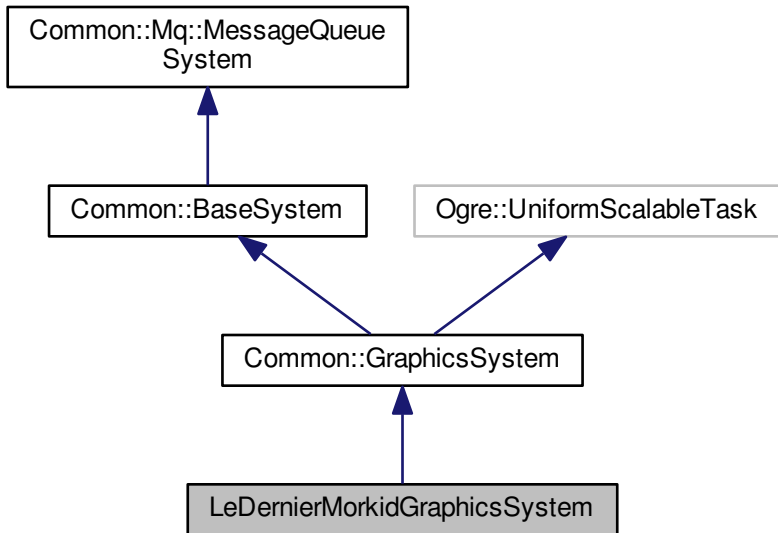 Common::Mq::MessageQueue
System
Common::BaseSystem
Ogre::UniformScalableTask
Common::GraphicsSystem
LeDernierMorkidGraphicsSystem